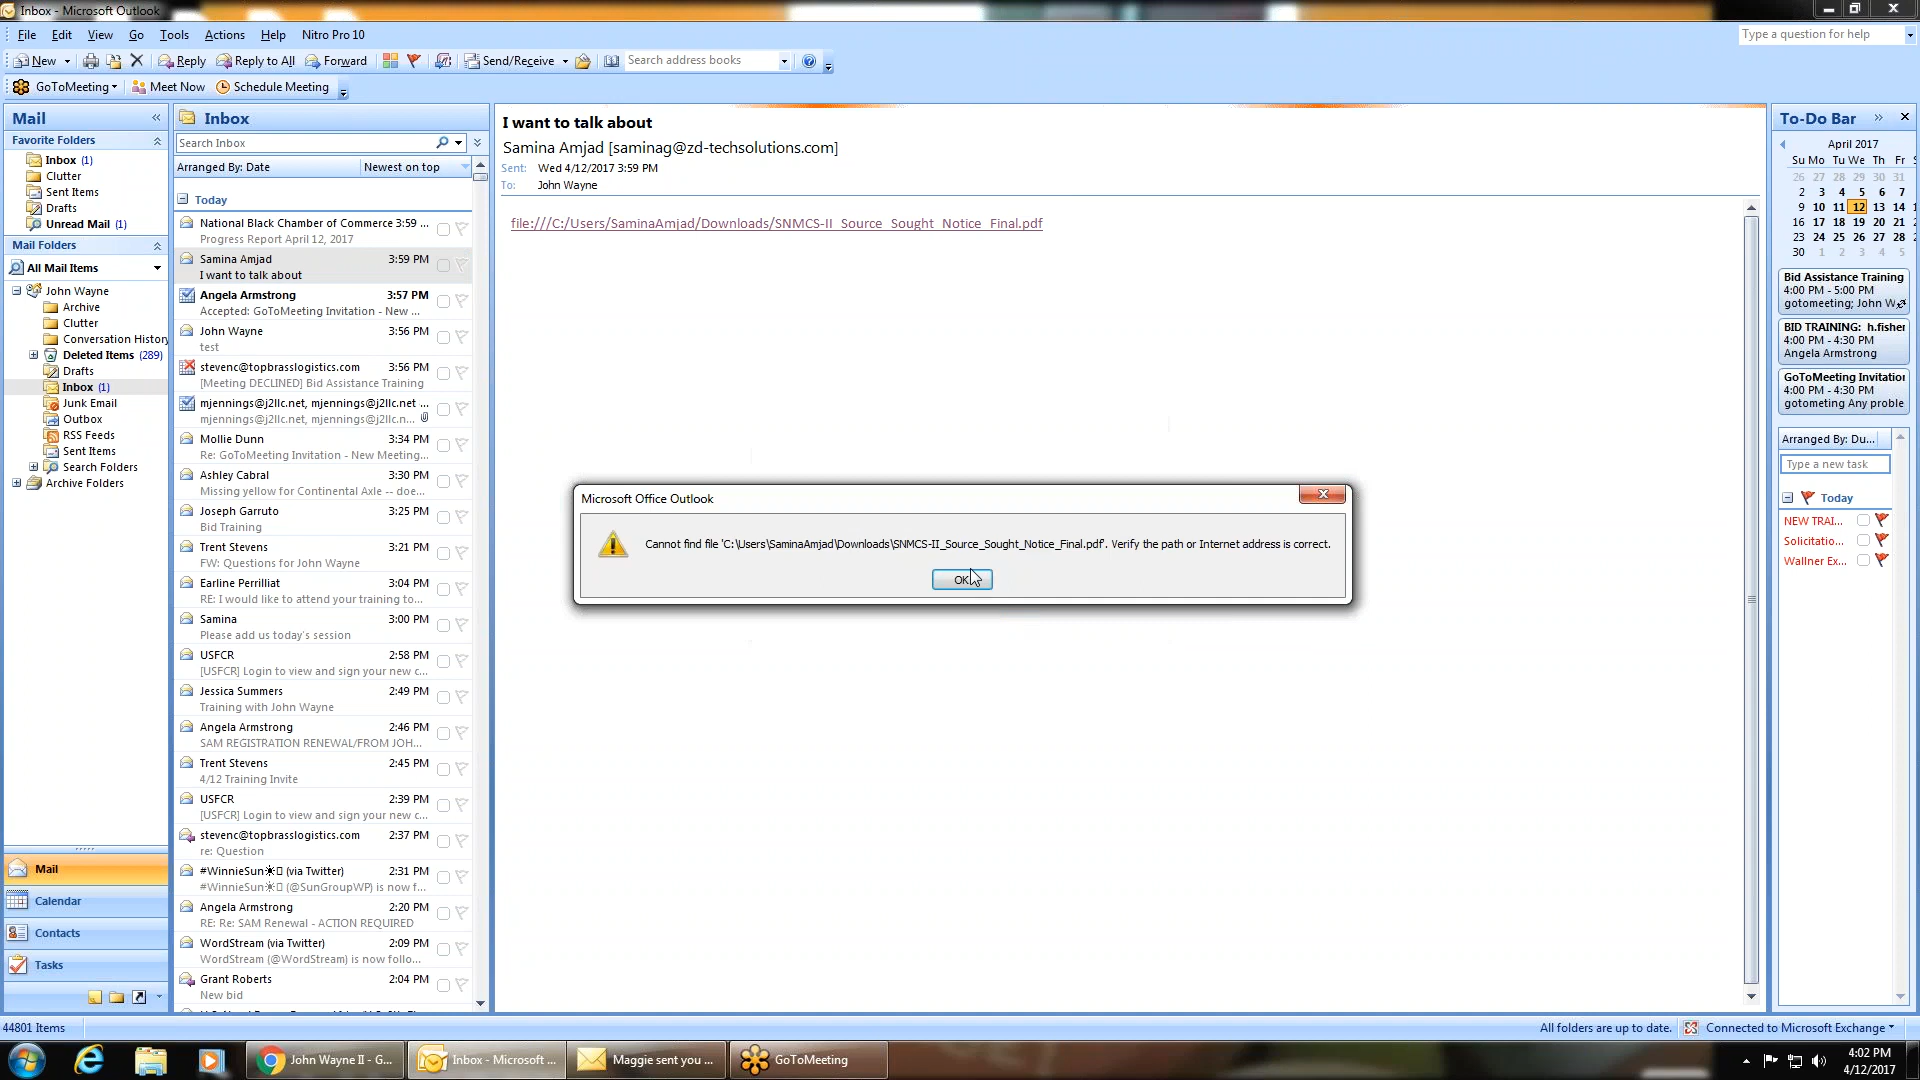 Inbox - Microsoft Outlook
File Edit View Go Tools Actions Help Nitro Pro 10
Type a question for help
New Reply Reply to All Forward Send/Receive Search address books
GoToMeeting Meet Now Schedule Meeting
Mail
Favorite Folders
Inbox (1)
Clutter
Sent Items
Drafts
Unread Mail (1)
Mail Folders
All Mail Items
John Wayne
Archive
Clutter
Conversation History
Deleted Items (289)
Drafts
Inbox (1)
Junk Email
Outbox
RSS Feeds
Sent Items
Search Folders
Archive Folders
Mail
Calendar
Contacts
Tasks
Inbox
Search Inbox
Arranged By: Date Newest on top
Today
National Black Chamber of Commerce 3:59 ...
Progress Report April 12, 2017
Samina Amjad 3:59 PM
I want to talk about
Angela Armstrong 3:57 PM
Accepted: GoToMeeting Invitation - New ...
John Wayne 3:56 PM
test
stevenc@topbrasslogistics.com 3:56 PM
[Meeting DECLINED] Bid Assistance Training
mjennings@j2llc.net, mjennings@j2llc.net ...
mjennings@j2llc.net, mjennings@j2llc.n...
Mollie Dunn 3:34 PM
Re: GoToMeeting Invitation - New Meeting...
Ashley Cabral 3:30 PM
Missing yellow for Continental Axle -- doe...
Joseph Garruto 3:25 PM
Bid Training
Trent Stevens 3:21 PM
FW: Questions for John Wayne
Earline Perrilliat 3:04 PM
RE: I would like to attend your training to...
Samina 3:00 PM
Please add us today's session
USFCR 2:58 PM
[USFCR] Login to view and sign your new c...
Jessica Summers 2:49 PM
Training with John Wayne
Angela Armstrong 2:46 PM
SAM REGISTRATION RENEWAL/FROM JOH...
Trent Stevens 2:45 PM
4/12 Training Invite
USFCR 2:39 PM
[USFCR] Login to view and sign your new c...
stevenc@topbrasslogistics.com 2:37 PM
re: Question
#WinnieSun☀ (via Twitter) 2:31 PM
#WinnieSun☀ (@SunGroupWP) is now f...
Angela Armstrong 2:20 PM
RE: Re: SAM Renewal - ACTION REQUIRED
WordStream (via Twitter) 2:09 PM
WordStream (@WordStream) is now follo...
Grant Roberts 2:04 PM
New bid
I want to talk about
Samina Amjad [saminag@zd-techsolutions.com]
Sent: Wed 4/12/2017 3:59 PM
To: John Wayne
file:///C:/Users/SaminaAmjad/Downloads/SNMCS-II_Source_Sought_Notice_Final.pdf
Microsoft Office Outlook
Cannot find file 'C:\Users\SaminaAmjad\Downloads\SNMCS-II_Source_Sought_Notice_Final.pdf'. Verify the path or Internet address is correct.
OK
To-Do Bar
April 2017
Su Mo Tu We Th Fr S
26 27 28 29 30 31
2 3 4 5 6 7
9 10 11 12 13 14 1
16 17 18 19 20 21 2
23 24 25 26 27 28 2
30 1 2 3 4 5
Bid Assistance Training
4:00 PM - 5:00 PM
gotomeeting; John W
BID TRAINING: h.fisher
4:00 PM - 4:30 PM
Angela Armstrong
GoToMeeting Invitation
4:00 PM - 4:30 PM
gotometing Any proble
Arranged By: Du...
Type a new task
Today
NEW TRAI...
Solicitatio...
Wallner Ex...
44801 Items All folders are up to date. Connected to Microsoft Exchange
John Wayne II - G... Inbox - Microsoft ... Maggie sent you ... GoToMeeting
4:02 PM
4/12/2017